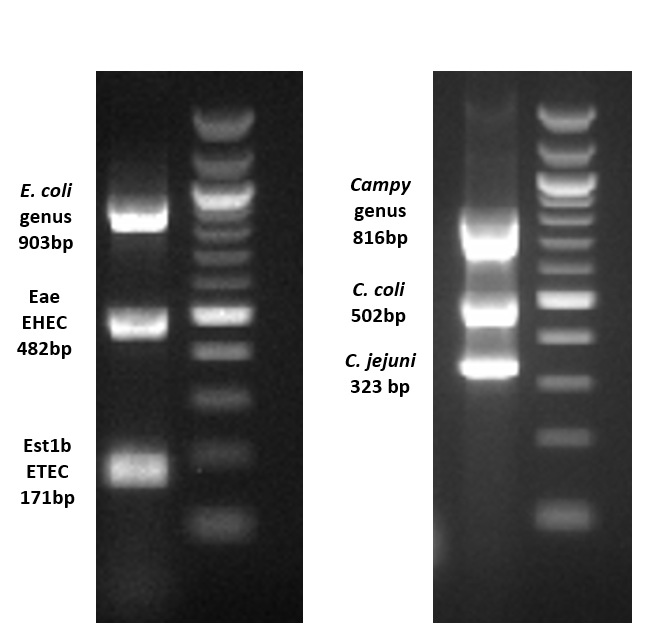 E. coli
genus
903bp
Eae
EHEC
482bp
Est1b
ETEC
171bp
Campy
genus
816bp
C. coli
502bp
C. jejuni
323 bp